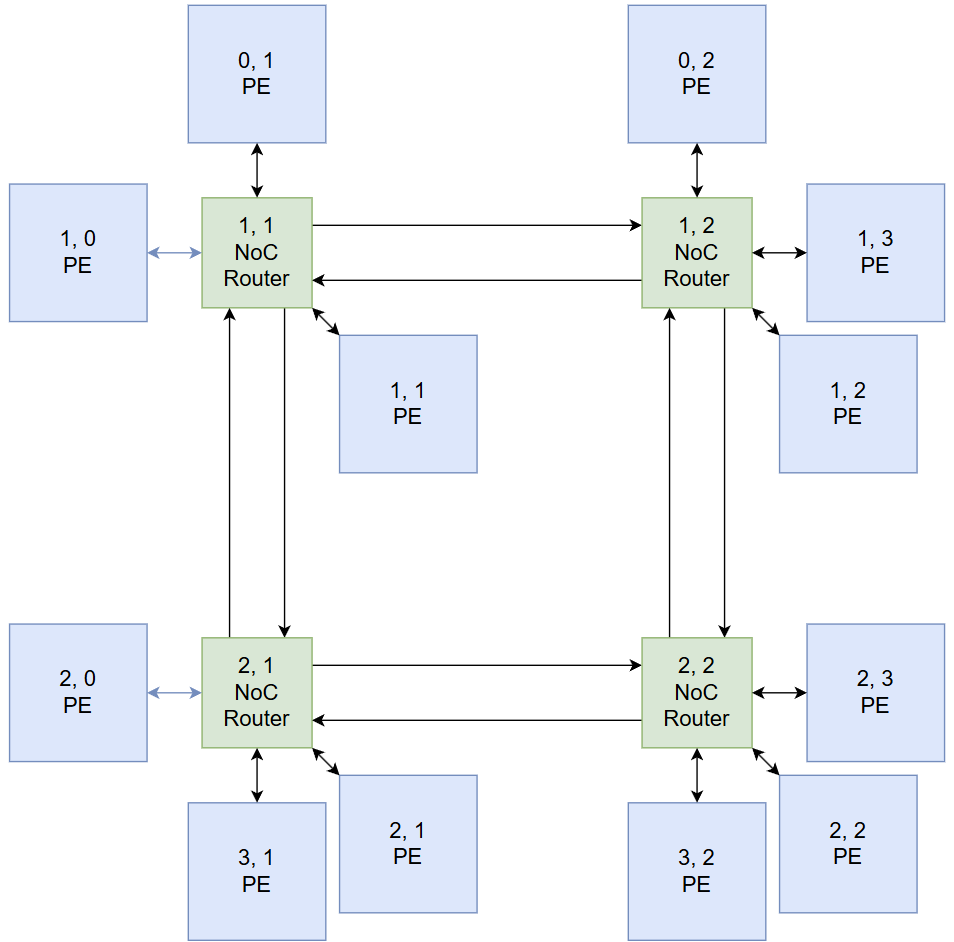 0, 1
PE
0, 2
PE
1, 0
PE
1, 1
NoC
Router
1, 2
NoC
Router
1, 3
PE
1, 1
PE
1, 2
PE
2, 0
PE
2, 1
NoC
Router
2, 2
NoC
Router
2, 3
PE
3, 1
PE
2, 1
PE
3, 2
PE
2, 2
PE